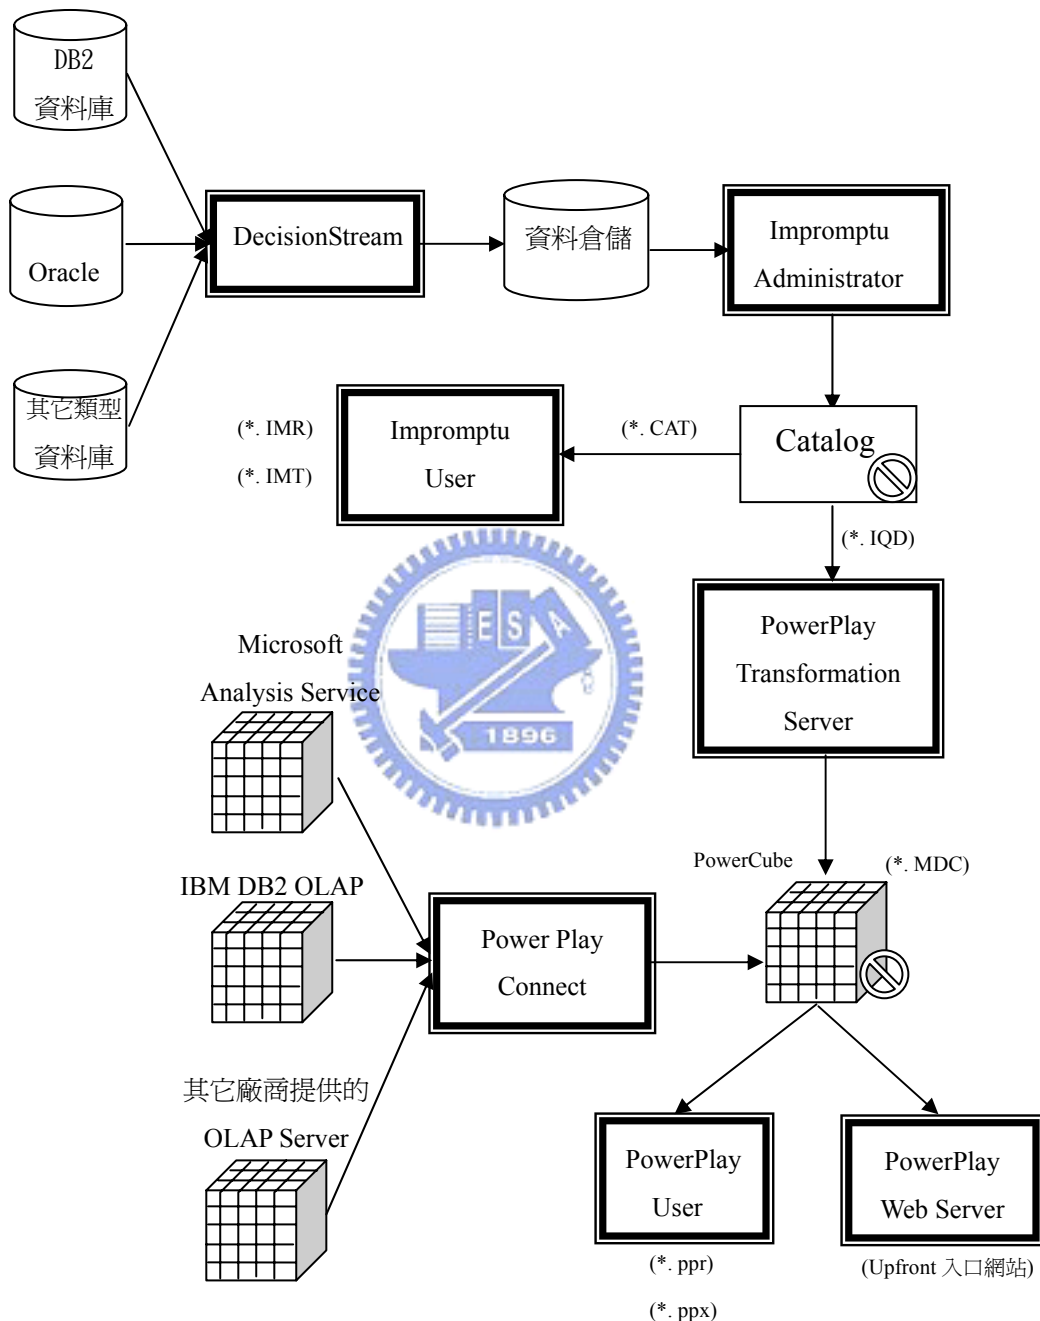 DB2
資料庫
Oracle
其它類型
資料庫
DecisionStream
資料倉儲
Impromptu
Administrator
(*. IMR)
(*. IMT)
Impromptu
User
(*. CAT)
Catalog
(*. IQD)
PowerPlay
Transformation
Server
E S A
1896
Microsoft
Analysis Service
IBM DB2 OLAP
Power Play
Connect
PowerCube
(*. MDC)
其它廠商提供的
OLAP Server
PowerPlay
User
(*. ppr)
(*. ppx)
PowerPlay
Web Server
(Upfront 入口網站)